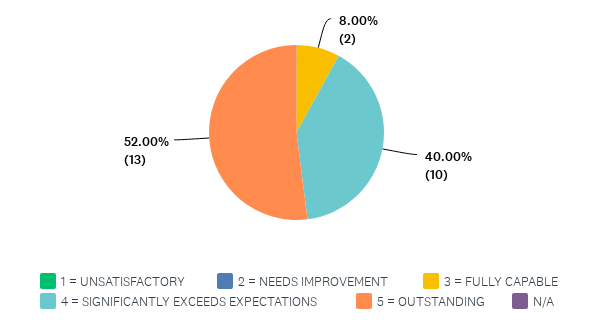 8.00%
(2)
52.00%
(13)
40.00%
(10)
1 = UNSATISFACTORY
2 = NEEDS IMPROVEMENT
3 = FULLY CAPABLE
4 = SIGNIFICANTLY EXCEEDS EXPECTATIONS
5 = OUTSTANDING
N/A